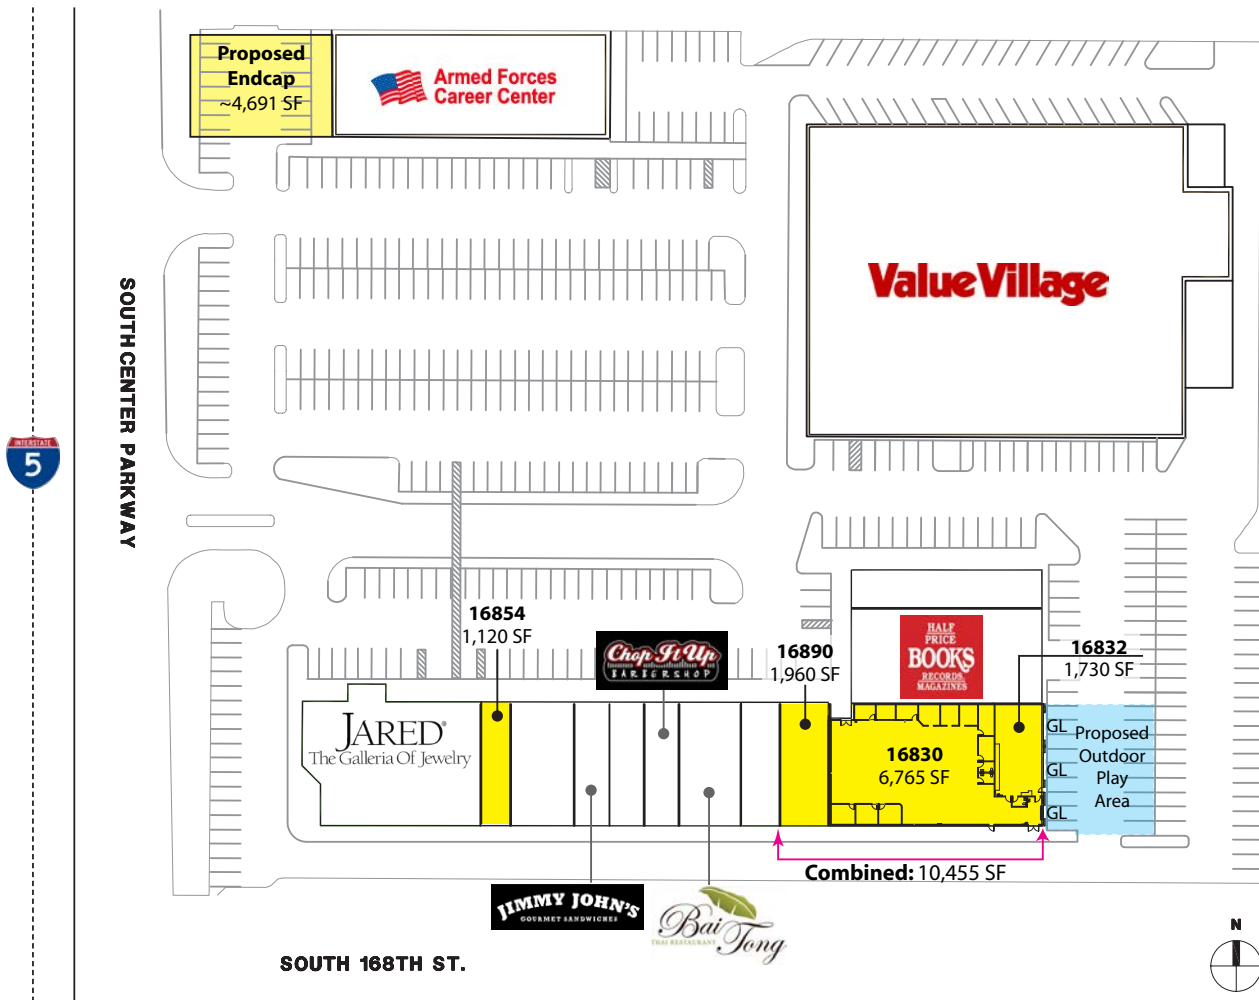 Proposed
Endcap
~4,691 SF
Armed Forces
Career Center
Value Village
SOUTHCENTER PARKWAY
INTERSTATE
5
16854
1,120 SF
Chop It Up
BARBERSHOP
16890
1,960 SF
HALF
PRICE
BOOKS
RECORDS
MAGAZINES
16832
1,730 SF
JARED®
The Galleria Of Jewelry
16830
6,765 SF
GL
GL
GL
Proposed
Outdoor
Play
Area
Combined: 10,455 SF
JIMMY JOHN'S
GOURMET SANDWICHES
Bai Tong
THAI RESTAURANT
SOUTH 168TH ST.
N